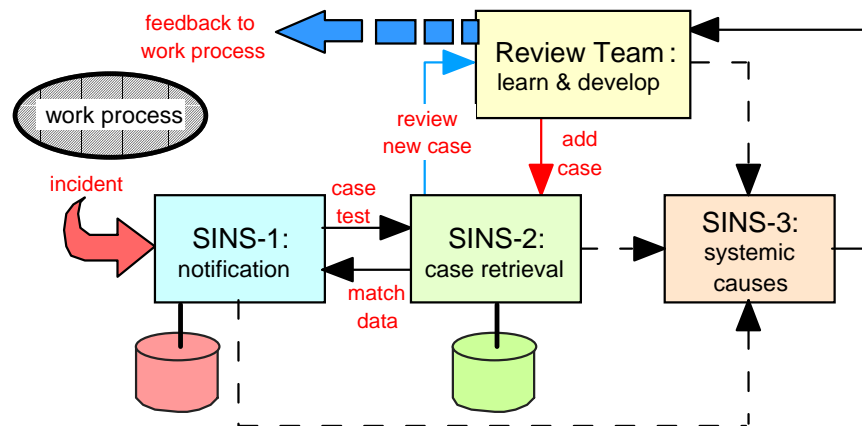 feedback to
work process
Review Team :
learn & develop
work process
review
new case
add
case
incident
case
test
SINS-1:
notification
SINS-2:
case retrieval
SINS-3:
systemic
causes
match
data